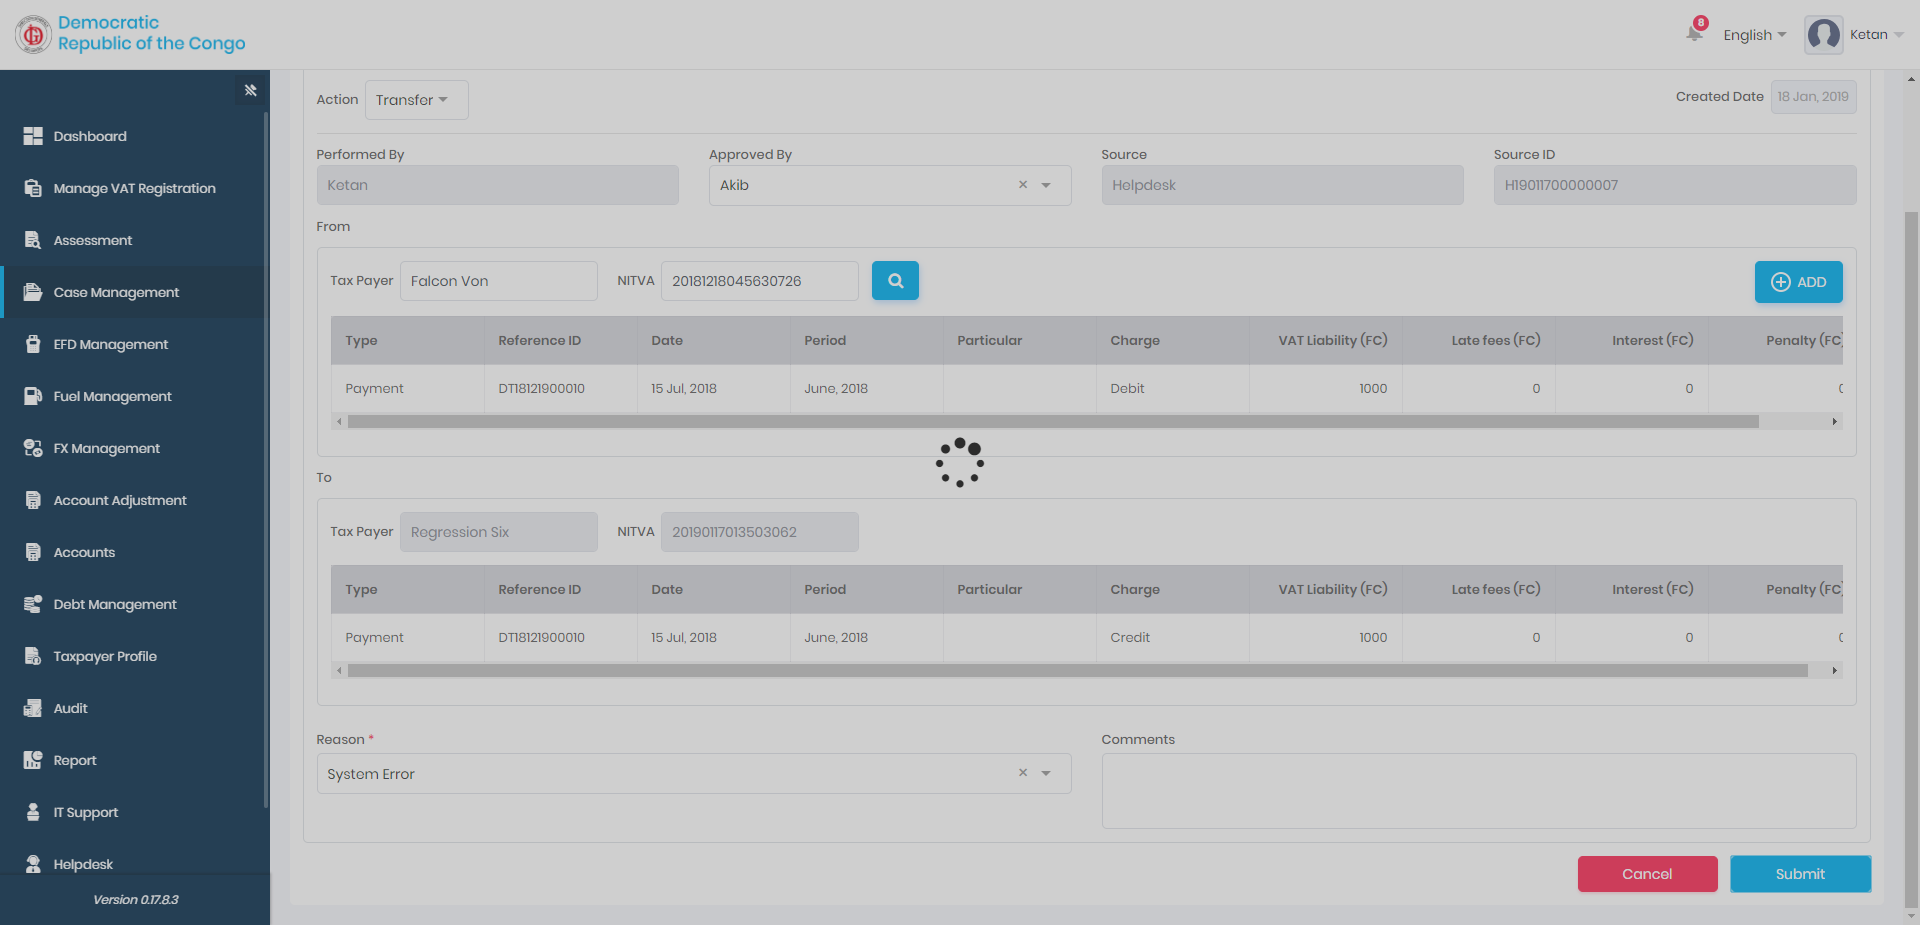 Democratic
Republic of the Congo
8
English
Ketan
Dashboard
Manage VAT Registration
Assessment
Case Management
EFD Management
Fuel Management
FX Management
Account Adjustment
Accounts
Debt Management
Taxpayer Profile
Audit
Report
IT Support
Helpdesk
Version 0.17.8.3
Action Transfer
Created Date 18 Jan, 2019
Performed By Approved By Source Source ID
Ketan Akib × Helpdesk H19011700000007
From
Tax Payer Falcon Von NITVA 20181218045630726 ADD
Type Reference ID Date Period Particular Charge VAT Liability (FC) Late fees (FC) Interest (FC) Penalty (FC)
Payment DT18121900010 15 Jul, 2018 June, 2018 Debit 1000 0 0 0
To
Tax Payer Regression Six NITVA 20190117013503062
Type Reference ID Date Period Particular Charge VAT Liability (FC) Late fees (FC) Interest (FC) Penalty (FC)
Payment DT18121900010 15 Jul, 2018 June, 2018 Credit 1000 0 0 0
Reason * Comments
System Error ×
Cancel Submit